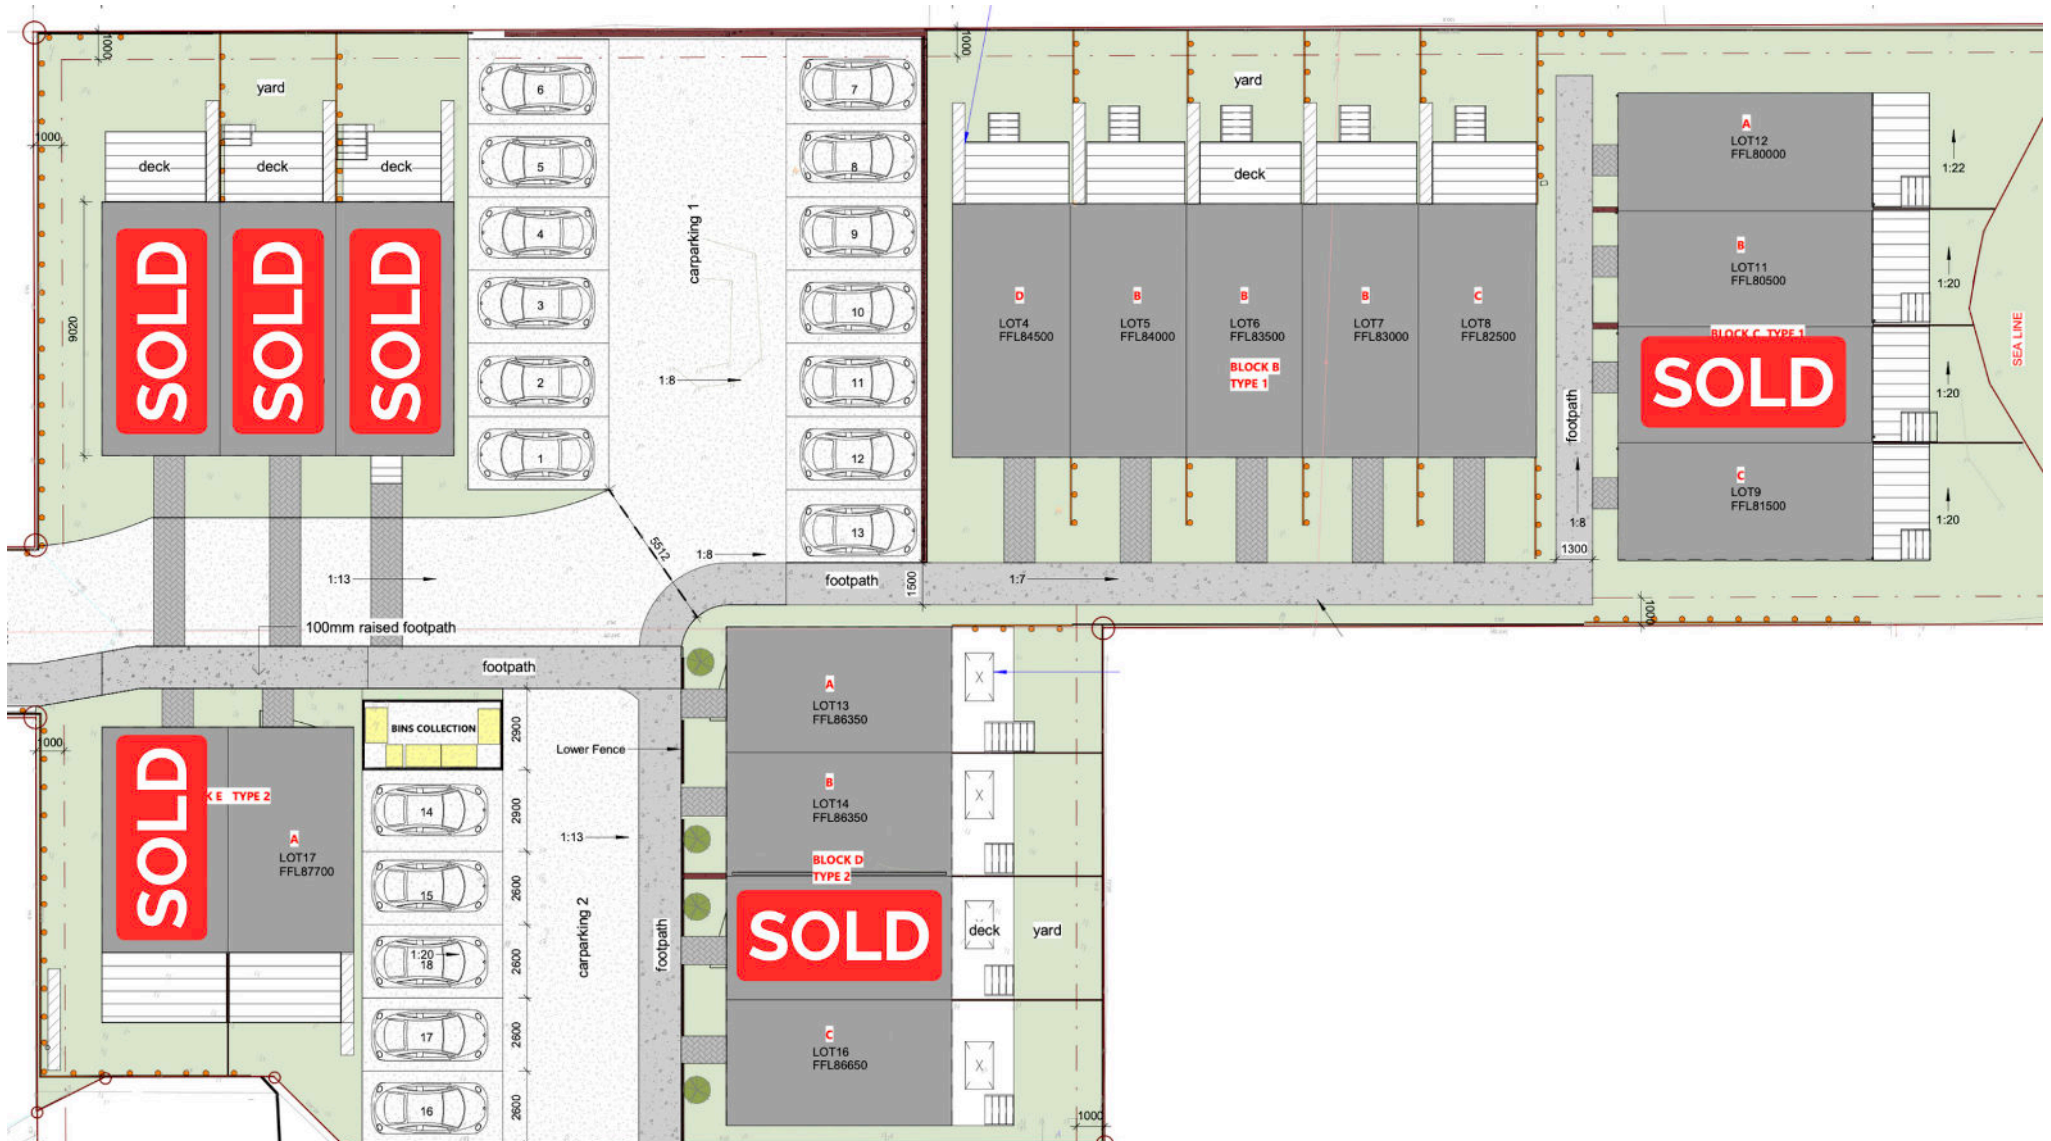 1000
yard
1000
deck
deck
deck
SOLD
SOLD
SOLD
9020
6
5
4
3
2
1
carparking 1
1:8
7
8
9
10
11
12
13
5512
1:8
1:13
100mm raised footpath
footpath
footpath
1500
1:7
1000
yard
deck
D
LOT4
FFL84500
B
LOT5
FFL84000
B
LOT6
FFL83500
BLOCK B
TYPE 1
B
LOT7
FFL83000
C
LOT8
FFL82500
footpath
1:8
1300
A
LOT12
FFL80000
B
LOT11
FFL80500
BLOCK C TYPE 1
SOLD
C
LOT9
FFL81500
1:22
1:20
1:20
1:20
SEA LINE
1000
1000
SOLD
K E TYPE 2
A
LOT17
FFL87700
BINS COLLECTION
14
15
1:20
18
17
16
2900
2900
2600
2600
2600
2600
Lower Fence
1:13
carparking 2
footpath
A
LOT13
FFL86350
B
LOT14
FFL86350
BLOCK D
TYPE 2
SOLD
deck
yard
C
LOT16
FFL86650
1000